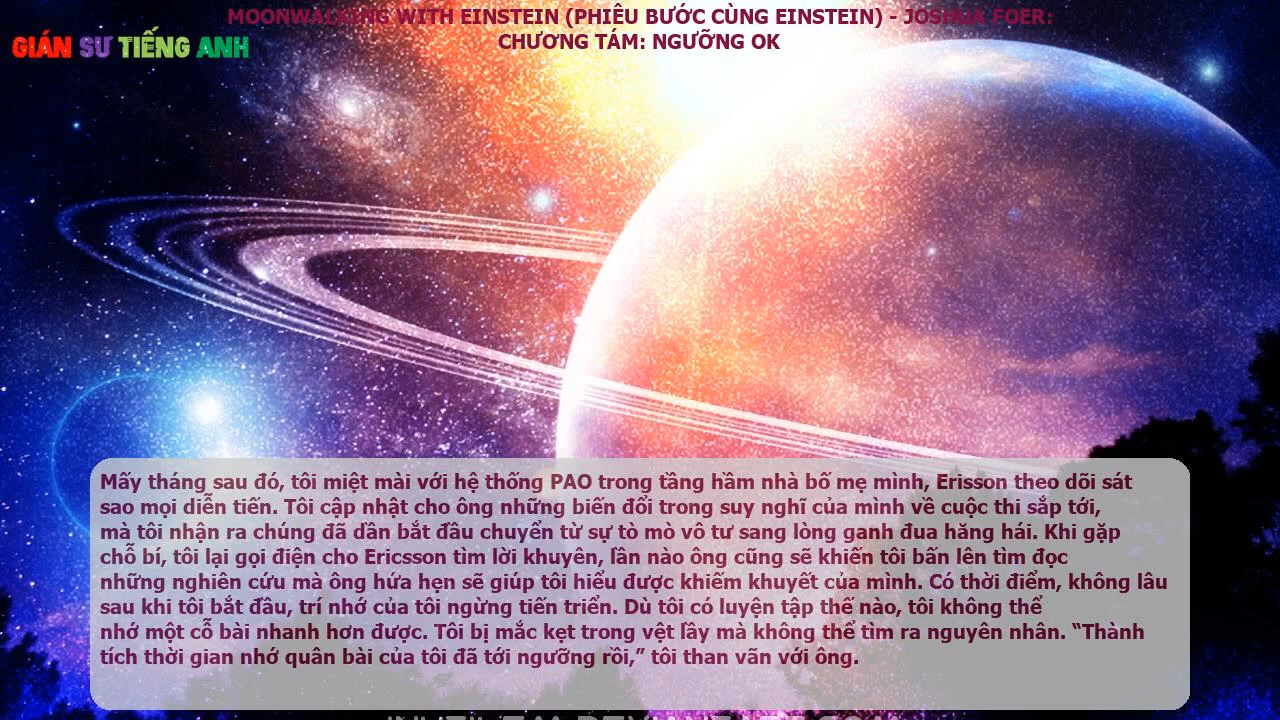 MOONWALKING WITH EINSTEIN (PHIÊU BƯỚC CÙNG EINSTEIN) - JOSHUA FOER:
CHƯƠNG TÁM: NGƯỠNG OK
GIÁN SƯ TIẾNG ANH
Mấy tháng sau đó, tôi miệt mài với hệ thống PAO trong tầng hầm nhà bố mẹ mình, Erisson theo dõi sát
sao mọi diễn tiến. Tôi cập nhật cho ông những biến đổi trong suy nghĩ của mình về cuộc thi sắp tới,
mà tôi nhận ra chúng đã dần bắt đầu chuyển từ sự tò mò vô tư sang lòng ganh đua hăng hái. Khi gặp
chỗ bí, tôi lại gọi điện cho Ericsson tìm lời khuyên, lần nào ông cũng sẽ khiến tôi bấn lên tìm đọc
những nghiên cứu mà ông hứa hẹn sẽ giúp tôi hiểu được khiếm khuyết của mình. Có thời điểm, không lâu
sau khi tôi bắt đầu, trí nhớ của tôi ngừng tiến triển. Dù tôi có luyện tập thế nào, tôi không thể
nhớ một cỗ bài nhanh hơn được. Tôi bị mắc kẹt trong vệt lầy mà không thể tìm ra nguyên nhân. “Thành
tích thời gian nhớ quân bài của tôi đã tới ngưỡng rồi,” tôi than vãn với ông.